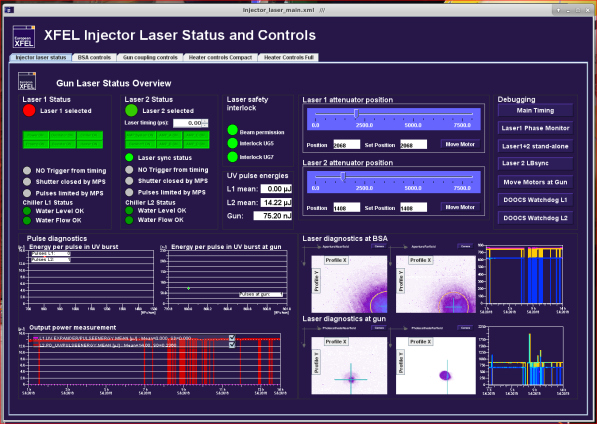 Injector_laser_main.xml ///
European
XFEL
XFEL Injector Laser Status and Controls
Injector laser status
BSA controls
Gun coupling controls
Heater controls Compact
Heater Controls Full
European
XFEL
Gun Laser Status Overview
Laser 1 Status
Laser 1 selected
NO Trigger from timing
Shutter closed by MPS
Pulses limited by MPS
Chiller L1 Status
Water Level OK
Water Flow OK
Laser 2 Status
Laser 2 selected
Laser timing (ps):
0.00
Laser sync status
NO Trigger from timing
Shutter closed by MPS
Pulses limited by MPS
Chiller L2 Status
Water Level OK
Water Flow OK
Laser safety
interlock
Beam permission
Interlock UG5
Interlock UG7
UV pulse energies
L1 mean: 0.00 µJ
L2 mean: 14.22 µJ
Gun: 75.20 nJ
Laser 1 attenuator position
0.0 2500.0 5000.0 7500.0
Position 2068 Set Position 2068 Move Motor
Laser 2 attenuator position
0.0 2500.0 5000.0 7500.0
Position 1408 Set Position 1408 Move Motor
Debugging
Main Timing
Laser1 Phase Monitor
Laser1+2 stand-alone
Laser 2 LBsync
Move Motors at Gun
DOOCS Watchdog L1
DOOCS Watchdog L2
Pulse diagnostics
Energy per pulse in UV burst
Pulses L1:
Pulses L2:
Energy per pulse in UV burst at gun
Pulses at gun:
Output power measurement
Laser diagnostics at BSA
Profile X
Profile Y
Profile X
Profile Y
Laser diagnostics at gun
Profile X
Profile Y
Profile X
Profile Y